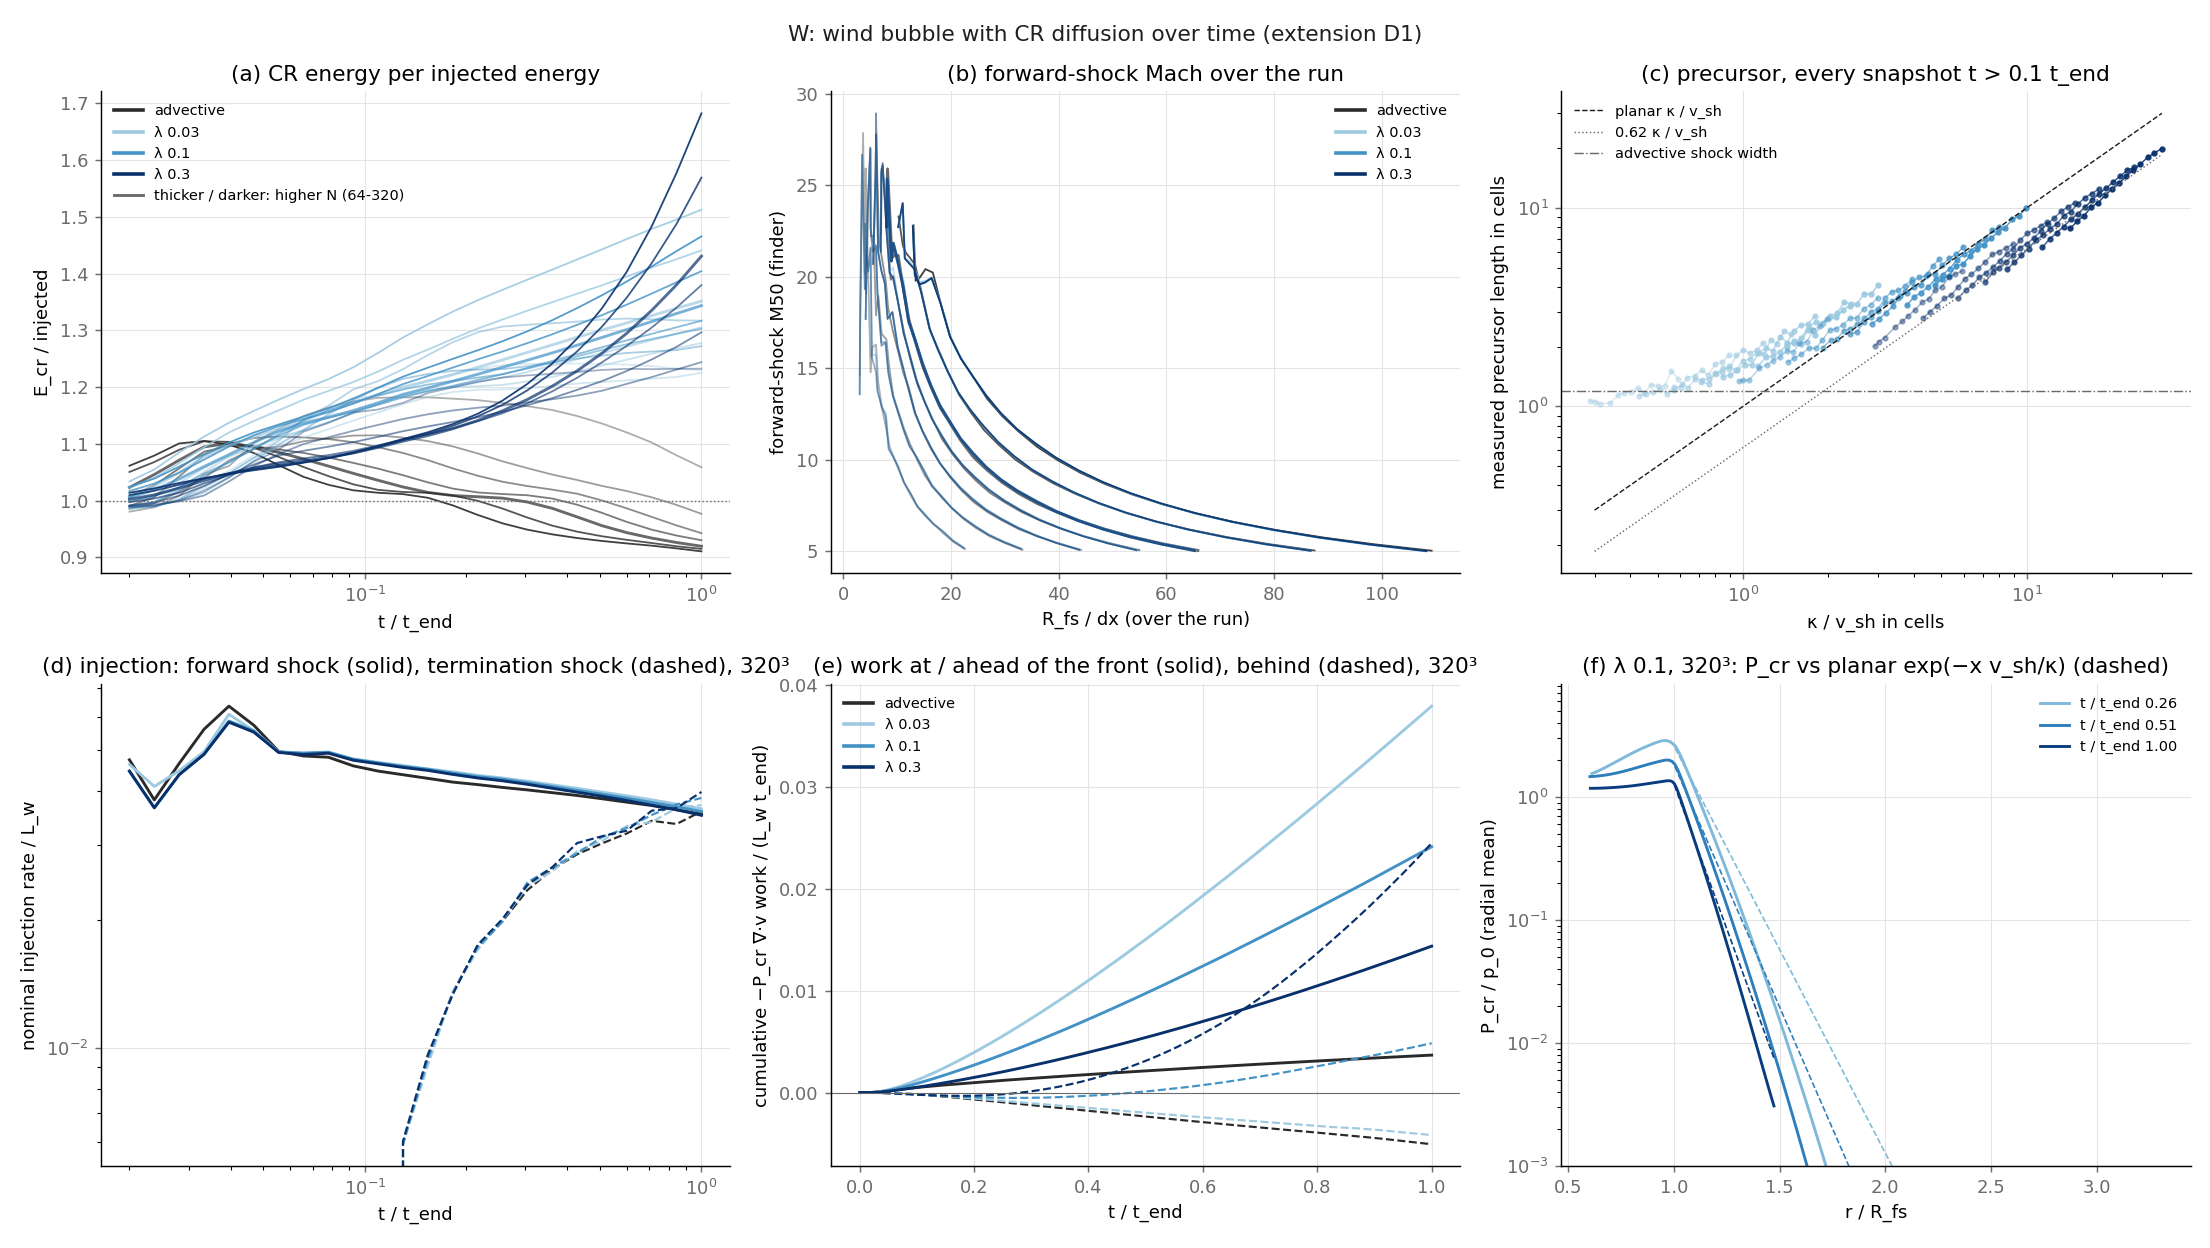 W: wind bubble with CR diffusion over time (extension D1)
(a) CR energy per injected energy
E_cr / injected
1.7
1.6
1.5
1.4
1.3
1.2
1.1
1.0
0.9
advective
λ 0.03
λ 0.1
λ 0.3
thicker / darker: higher N (64-320)
10⁻¹
10⁰
t / t_end
(b) forward-shock Mach over the run
forward-shock M50 (finder)
30
25
20
15
10
5
advective
λ 0.03
λ 0.1
λ 0.3
0
20
40
60
80
100
R_fs / dx (over the run)
(c) precursor, every snapshot t > 0.1 t_end
measured precursor length in cells
10¹
10⁰
planar κ / v_sh
0.62 κ / v_sh
advective shock width
10⁰
10¹
κ / v_sh in cells
(d) injection: forward shock (solid), termination shock (dashed), 320³
nominal injection rate / L_w
10⁻²
10⁻¹
10⁰
t / t_end
(e) work at / ahead of the front (solid), behind (dashed), 320³
cumulative −P_cr ∇·v work / (L_w t_end)
0.04
0.03
0.02
0.01
0.00
advective
λ 0.03
λ 0.1
λ 0.3
0.0
0.2
0.4
0.6
0.8
1.0
t / t_end
(f) λ 0.1, 320³: P_cr vs planar exp(−x v_sh/κ) (dashed)
P_cr / p_0 (radial mean)
10⁰
10⁻¹
10⁻²
10⁻³
t / t_end 0.26
t / t_end 0.51
t / t_end 1.00
0.5
1.0
1.5
2.0
2.5
3.0
r / R_fs